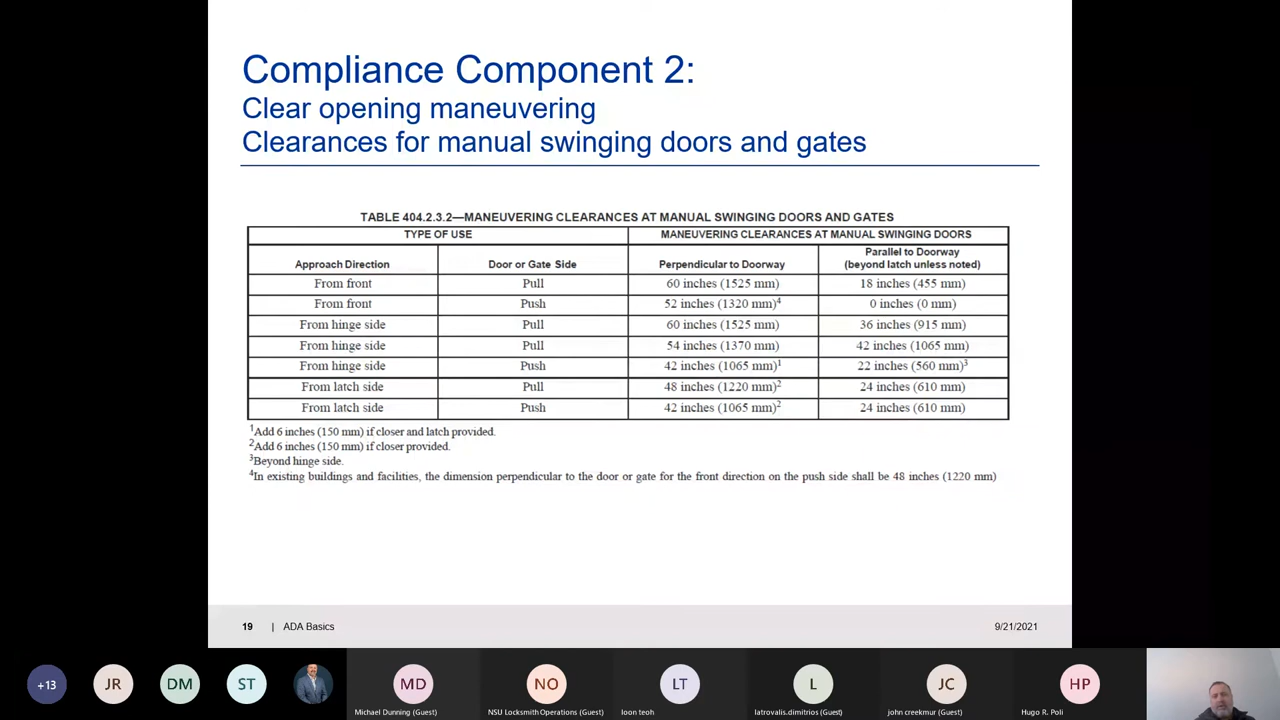 Compliance Component 2:
Clear opening maneuvering
Clearances for manual swinging doors and gates
TABLE 404.2.3.2—MANEUVERING CLEARANCES AT MANUAL SWINGING DOORS AND GATES
TYPE OF USE MANEUVERING CLEARANCES AT MANUAL SWINGING DOORS
Approach Direction Door or Gate Side Perpendicular to Doorway Parallel to Doorway (beyond latch unless noted)
From front Pull 60 inches (1525 mm) 18 inches (455 mm)
From front Push 52 inches (1320 mm)⁴ 0 inches (0 mm)
From hinge side Pull 60 inches (1525 mm) 36 inches (915 mm)
From hinge side Pull 54 inches (1370 mm) 42 inches (1065 mm)
From hinge side Push 42 inches (1065 mm)¹ 22 inches (560 mm)³
From latch side Pull 48 inches (1220 mm)² 24 inches (610 mm)
From latch side Push 42 inches (1065 mm)² 24 inches (610 mm)
¹Add 6 inches (150 mm) if closer and latch provided.
²Add 6 inches (150 mm) if closer provided.
³Beyond hinge side.
⁴In existing buildings and facilities, the dimension perpendicular to the door or gate for the front direction on the push side shall be 48 inches (1220 mm)
19 | ADA Basics 9/21/2021
+13 JR DM ST MD NO LT L JC HP
Michael Dunning (Guest) NSU Locksmith Operations (Guest) loon teoh latrovalis.dimitrios (Guest) john creekmur (Guest) Hugo R. Poli